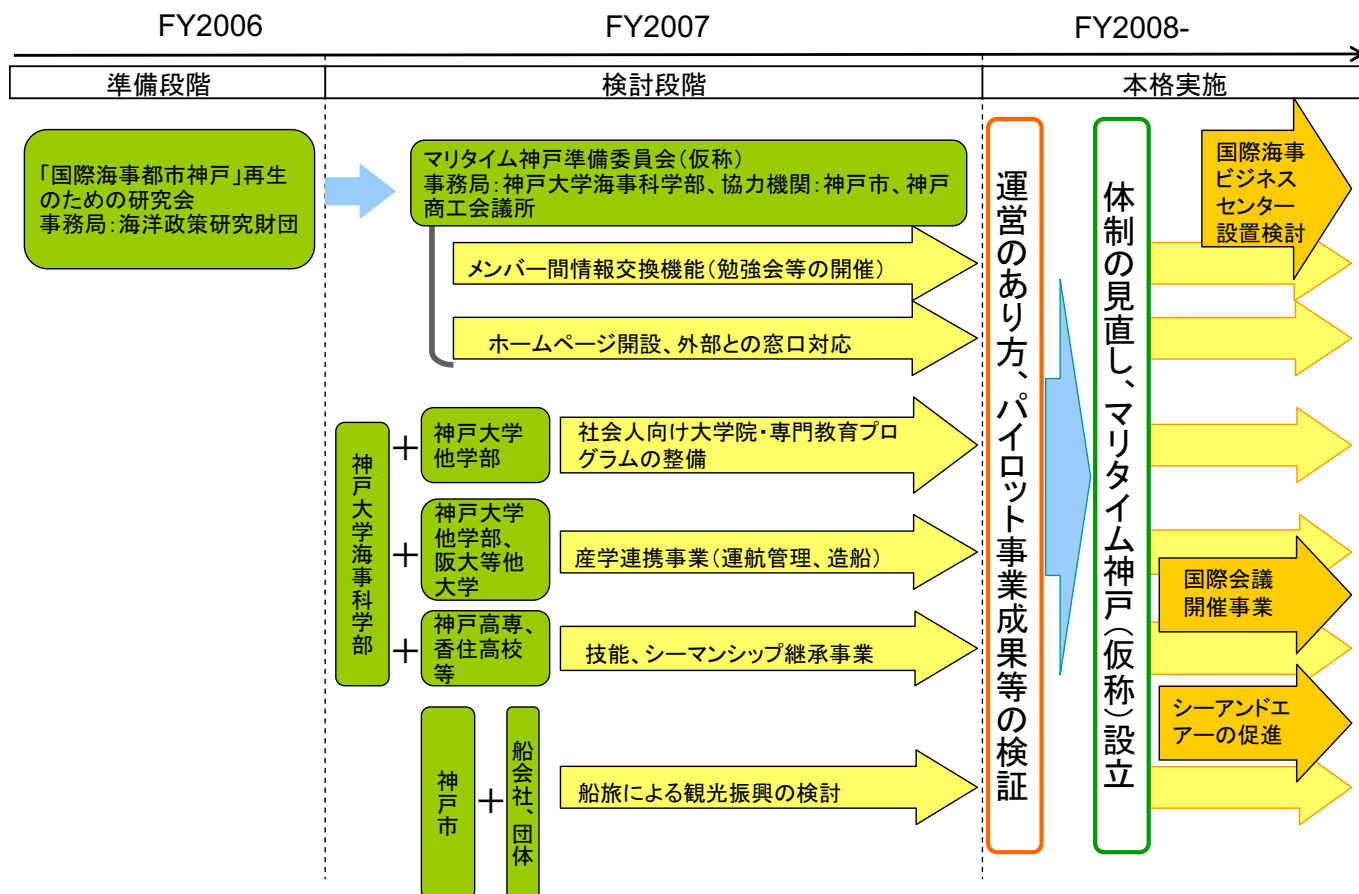 FY2006
FY2007
FY2008-
準備段階
検討段階
本格実施
「国際海事都市神戸」再生
のための研究会
事務局：海洋政策研究財団
マリタイム神戸準備委員会（仮称）
事務局：神戸大学海事科学部、協力機関：神戸市、神戸
商工会議所
メンバー間情報交換機能（勉強会等の開催）
ホームページ開設、外部との窓口対応
神戸大学海事科学部
＋
神戸大学
他学部
社会人向け大学院・専門教育プロ
グラムの整備
＋
神戸大学
他学部、
阪大等他
大学
産学連携事業（運航管理、造船）
＋
神戸高専、
香住高校
等
技能、シーマンシップ継承事業
神戸市
＋
船会社、団体
船旅による観光振興の検討
運営のあり方、パイロット事業成果等の検証
体制の見直し、マリタイム神戸（仮称）設立
国際海事
ビジネス
センター
設置検討
国際会議
開催事業
シーアンドエ
アーの促進